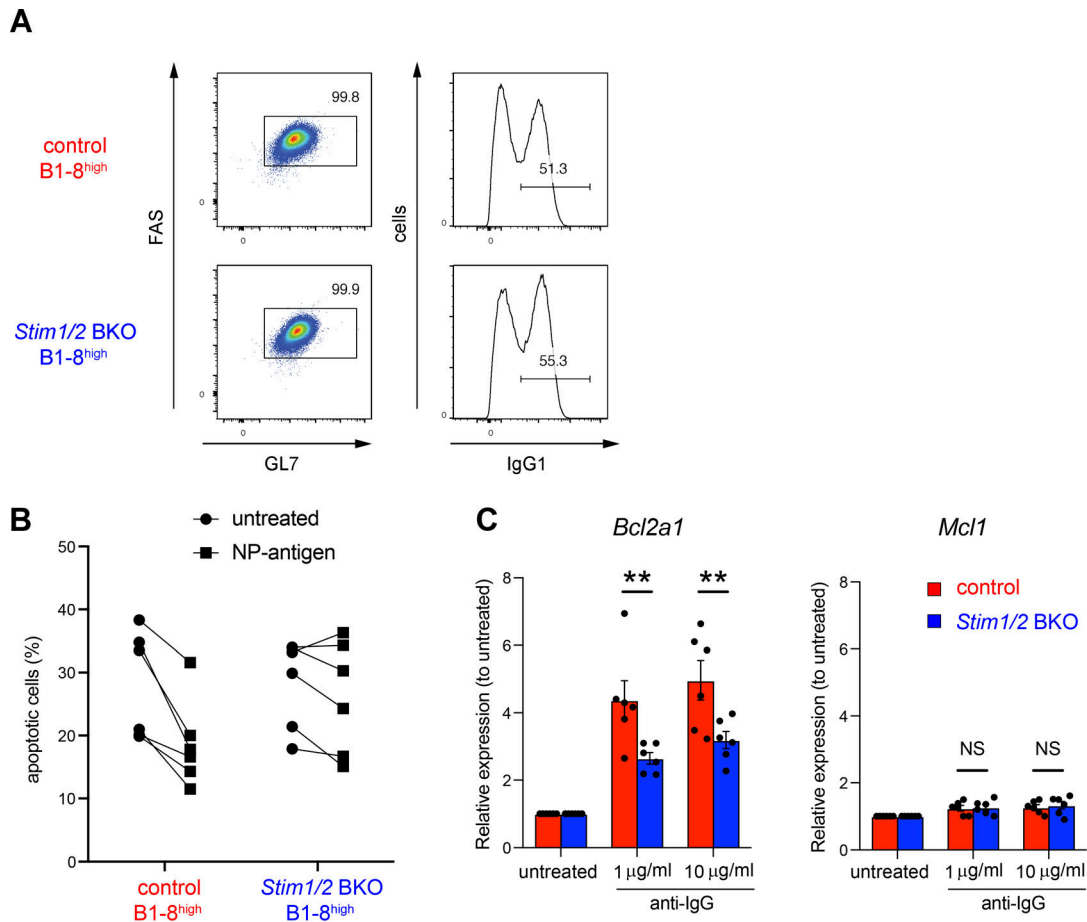 A
control
B1-8high
Stim1/2 BKO
B1-8high
FAS
99.8
0
0
99.9
0
0
GL7
cells
51.3
0
0
55.3
0
0
IgG1
B
untreated
NP-antigen
apoptotic cells (%)
50
40
30
20
10
0
control
B1-8high
Stim1/2 BKO
B1-8high
C
Bcl2a1
Relative expression (to untreated)
8
6
4
2
0
**
**
untreated
1 μg/ml
10 μg/ml
anti-IgG
Mcl1
control
Stim1/2 BKO
Relative expression (to untreated)
8
6
4
2
0
NS
NS
untreated
1 μg/ml
10 μg/ml
anti-IgG